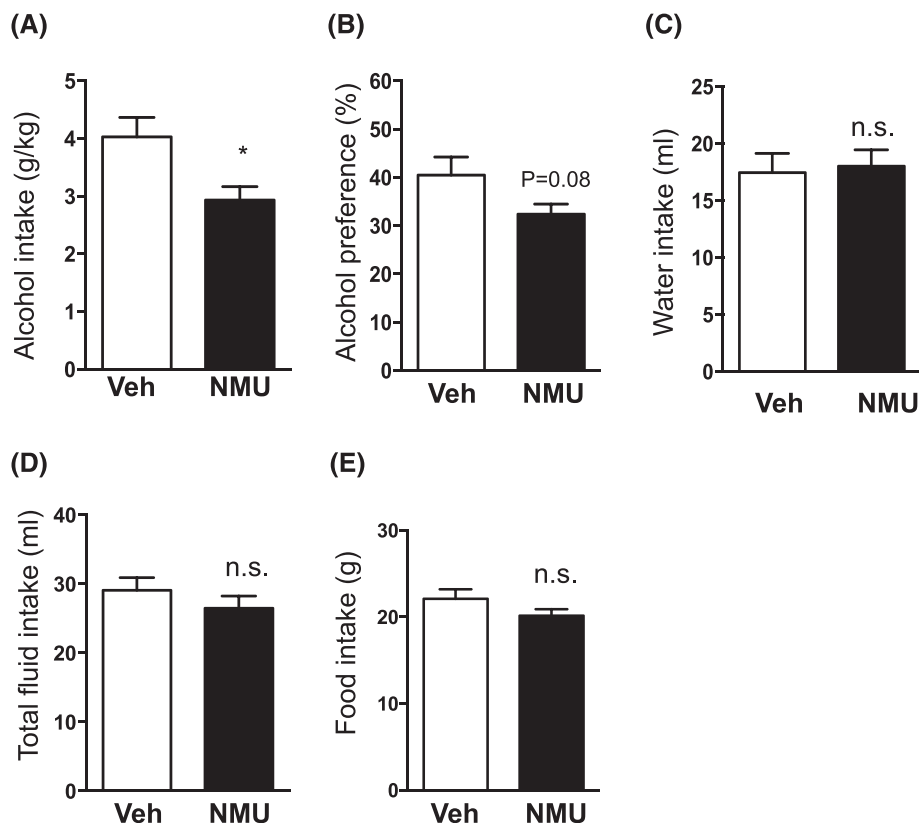 (A)
Alcohol intake (g/kg)
5
4
3
2
1
0
*
Veh NMU
(B)
Alcohol preference (%)
60
50
40
30
20
10
0
P=0.08
Veh NMU
(C)
Water intake (ml)
25
20
15
10
5
0
n.s.
Veh NMU
(D)
Total fluid intake (ml)
40
30
20
10
0
n.s.
Veh NMU
(E)
Food intake (g)
30
20
10
0
n.s.
Veh NMU